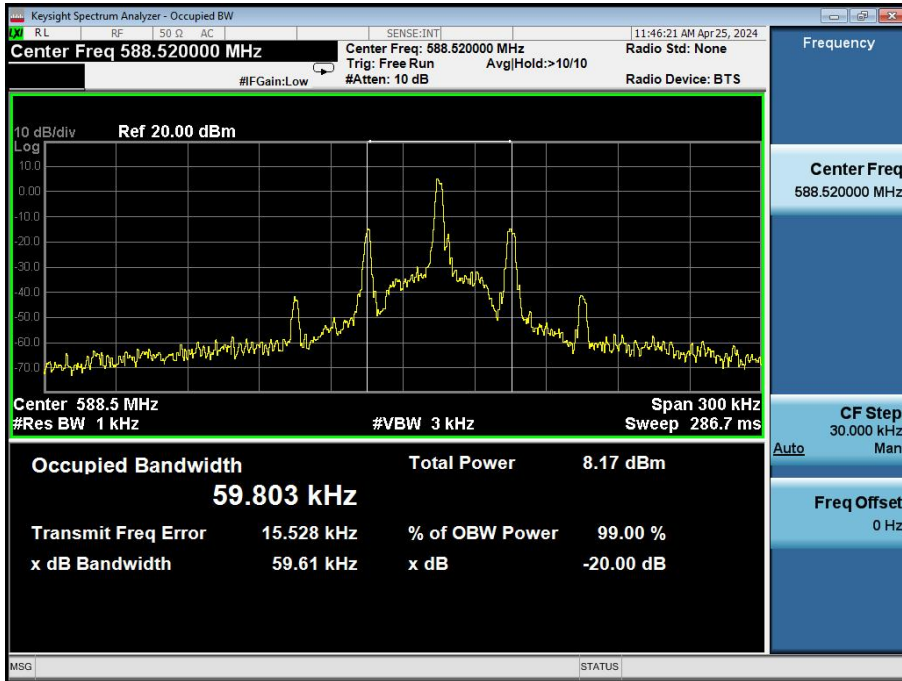 Keysight Spectrum Analyzer - Occupied BW
LXI RL RF 50 Ω AC SENSE:INT 11:46:21 AM Apr 25, 2024
Center Freq 588.520000 MHz
Center Freq: 588.520000 MHz Radio Std: None
Trig: Free Run Avg|Hold:>10/10
#IFGain:Low #Atten: 10 dB Radio Device: BTS
10 dB/div Ref 20.00 dBm
Log
10.0
0.00
-10.0
-20.0
-30.0
-40.0
-50.0
-60.0
-70.0
Center 588.5 MHz Span 300 kHz
#Res BW 1 kHz #VBW 3 kHz Sweep 286.7 ms
Occupied Bandwidth Total Power 8.17 dBm
59.803 kHz
Transmit Freq Error 15.528 kHz % of OBW Power 99.00 %
x dB Bandwidth 59.61 kHz x dB -20.00 dB
MSG STATUS
Frequency
Center Freq
588.520000 MHz
CF Step
30.000 kHz
Auto Man
Freq Offset
0 Hz